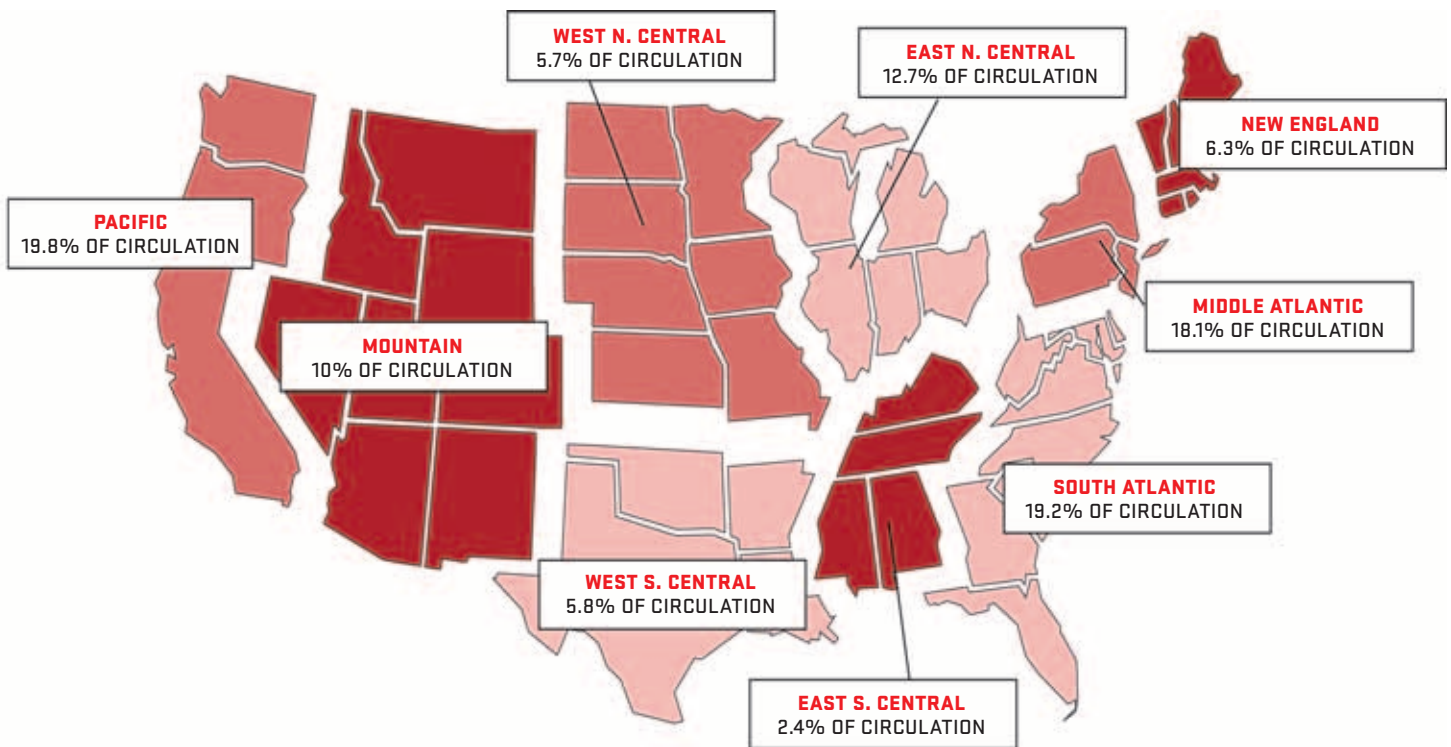 WEST N. CENTRAL
5.7% OF CIRCULATION
EAST N. CENTRAL
12.7% OF CIRCULATION
NEW ENGLAND
6.3% OF CIRCULATION
PACIFIC
19.8% OF CIRCULATION
MIDDLE ATLANTIC
18.1% OF CIRCULATION
MOUNTAIN
10% OF CIRCULATION
SOUTH ATLANTIC
19.2% OF CIRCULATION
WEST S. CENTRAL
5.8% OF CIRCULATION
EAST S. CENTRAL
2.4% OF CIRCULATION